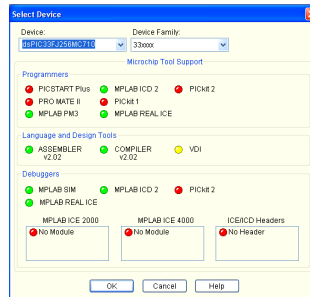 Select Device
Device:
Device Family:
dsPIC33FJ256MC710
33xxxx
Microchip Tool Support
Programmers
PICSTART Plus
MPLAB ICD 2
PICkit 2
PRO MATE II
PICkit 1
MPLAB PM3
MPLAB REAL ICE
Language and Design Tools
ASSEMBLER
v2.02
COMPILER
v2.02
VDI
Debuggers
MPLAB SIM
MPLAB ICD 2
PICkit 2
MPLAB REAL ICE
MPLAB ICE 2000
MPLAB ICE 4000
ICE/ICD Headers
No Module
No Module
No Header
OK
Cancel
Help